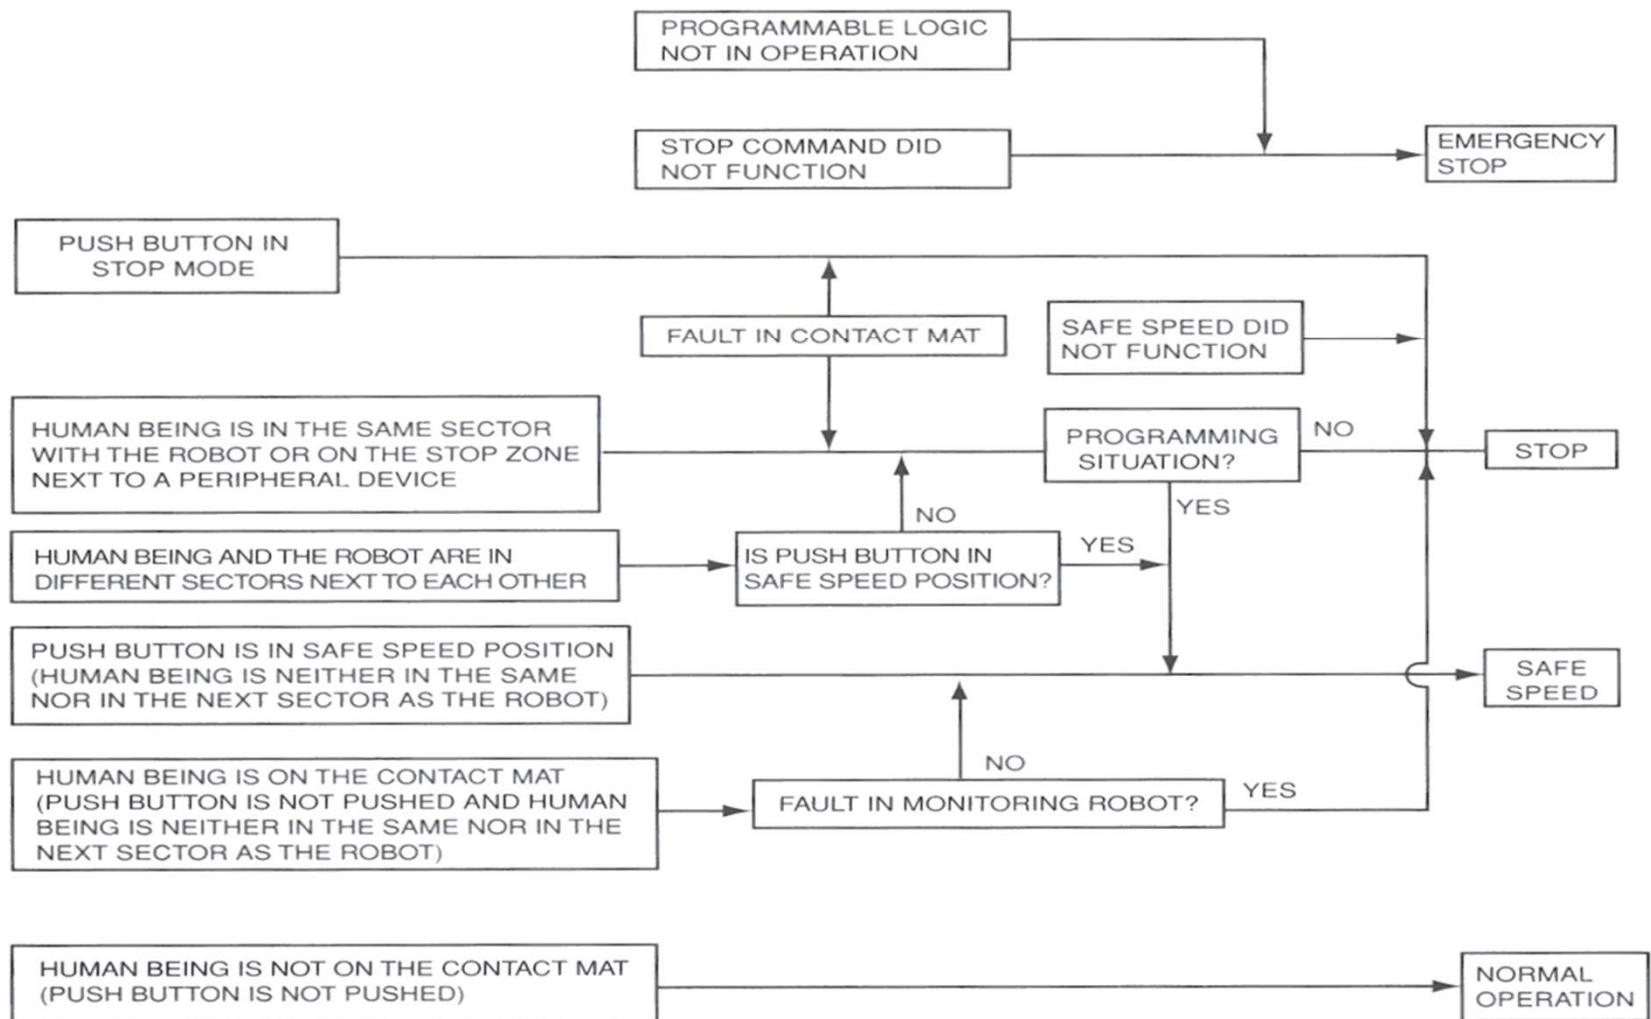 PROGRAMMABLE LOGIC
NOT IN OPERATION
STOP COMMAND DID
NOT FUNCTION
EMERGENCY
STOP
PUSH BUTTON IN
STOP MODE
FAULT IN CONTACT MAT
SAFE SPEED DID
NOT FUNCTION
HUMAN BEING IS IN THE SAME SECTOR
WITH THE ROBOT OR ON THE STOP ZONE
NEXT TO A PERIPHERAL DEVICE
PROGRAMMING
SITUATION?
NO
STOP
YES
NO
HUMAN BEING AND THE ROBOT ARE IN
DIFFERENT SECTORS NEXT TO EACH OTHER
IS PUSH BUTTON IN
SAFE SPEED POSITION?
YES
PUSH BUTTON IS IN SAFE SPEED POSITION
(HUMAN BEING IS NEITHER IN THE SAME
NOR IN THE NEXT SECTOR AS THE ROBOT)
SAFE
SPEED
NO
HUMAN BEING IS ON THE CONTACT MAT
(PUSH BUTTON IS NOT PUSHED AND HUMAN
BEING IS NEITHER IN THE SAME NOR IN THE
NEXT SECTOR AS THE ROBOT)
FAULT IN MONITORING ROBOT?
YES
HUMAN BEING IS NOT ON THE CONTACT MAT
(PUSH BUTTON IS NOT PUSHED)
NORMAL
OPERATION